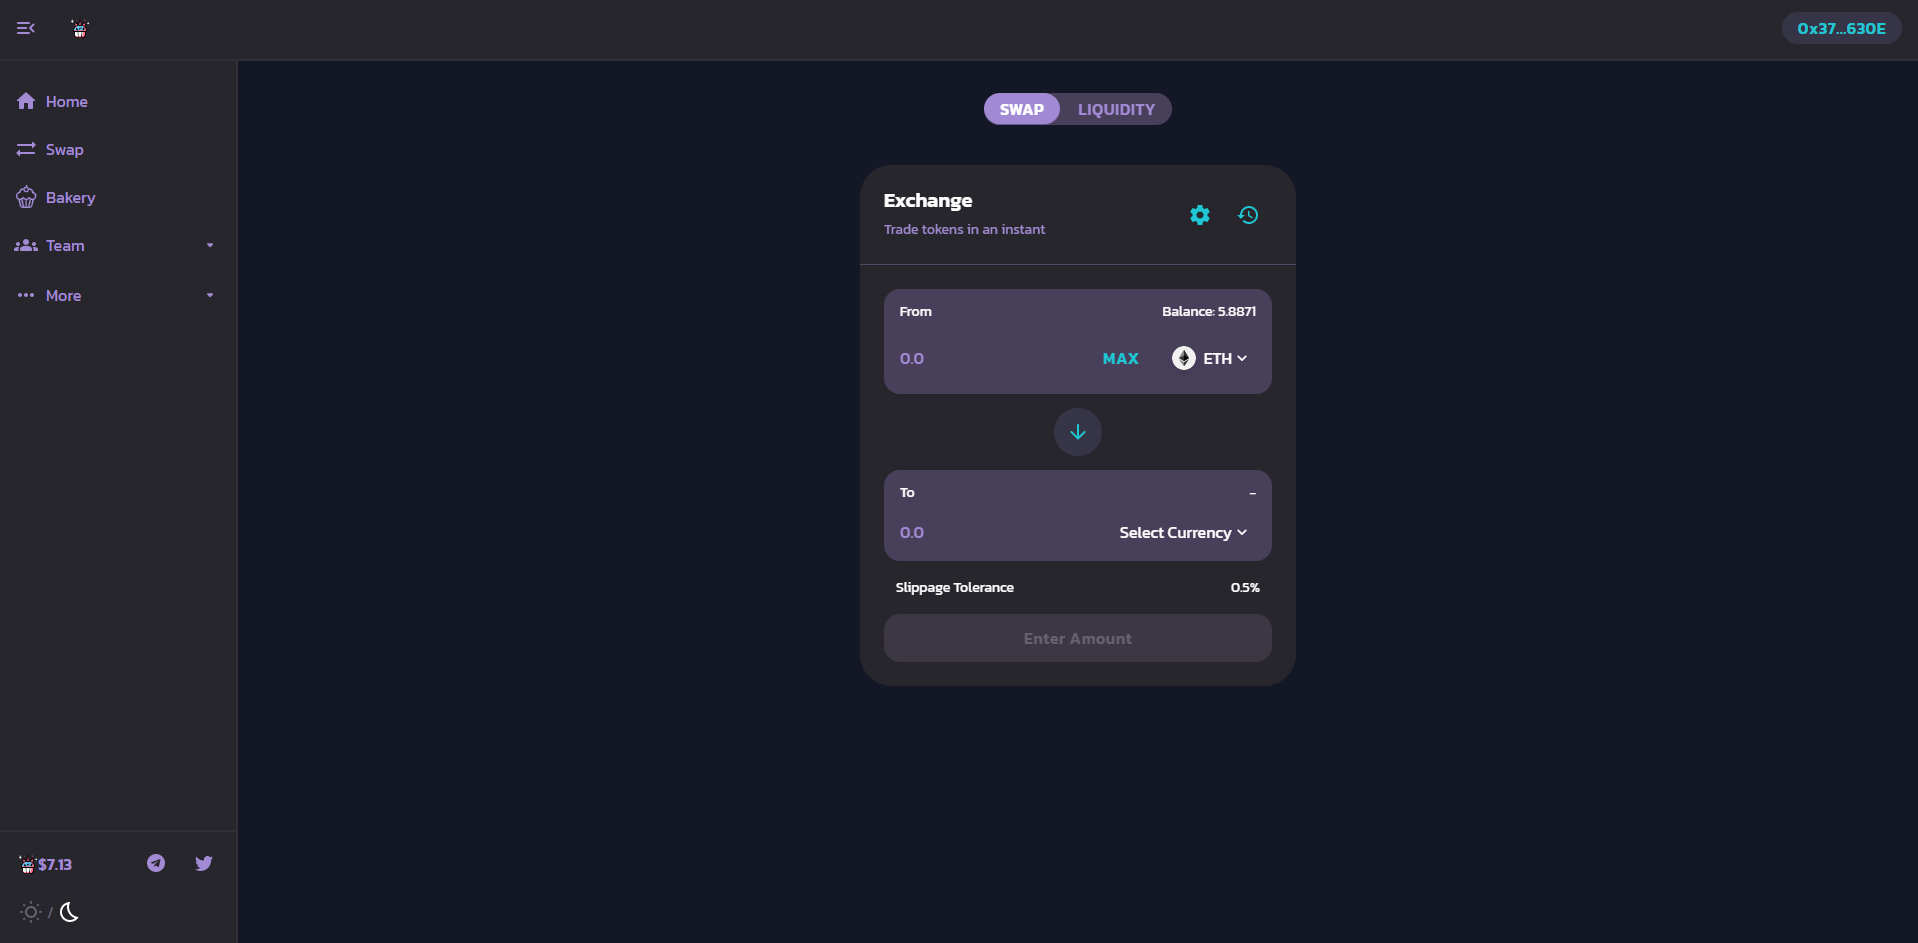 0x37...630E
Home
Swap
Bakery
Team
More
SWAP LIQUIDITY
Exchange
Trade tokens in an instant
From Balance: 5.8871
0.0 MAX ETH
To -
0.0 Select Currency
Slippage Tolerance 0.5%
Enter Amount
$7.13
/